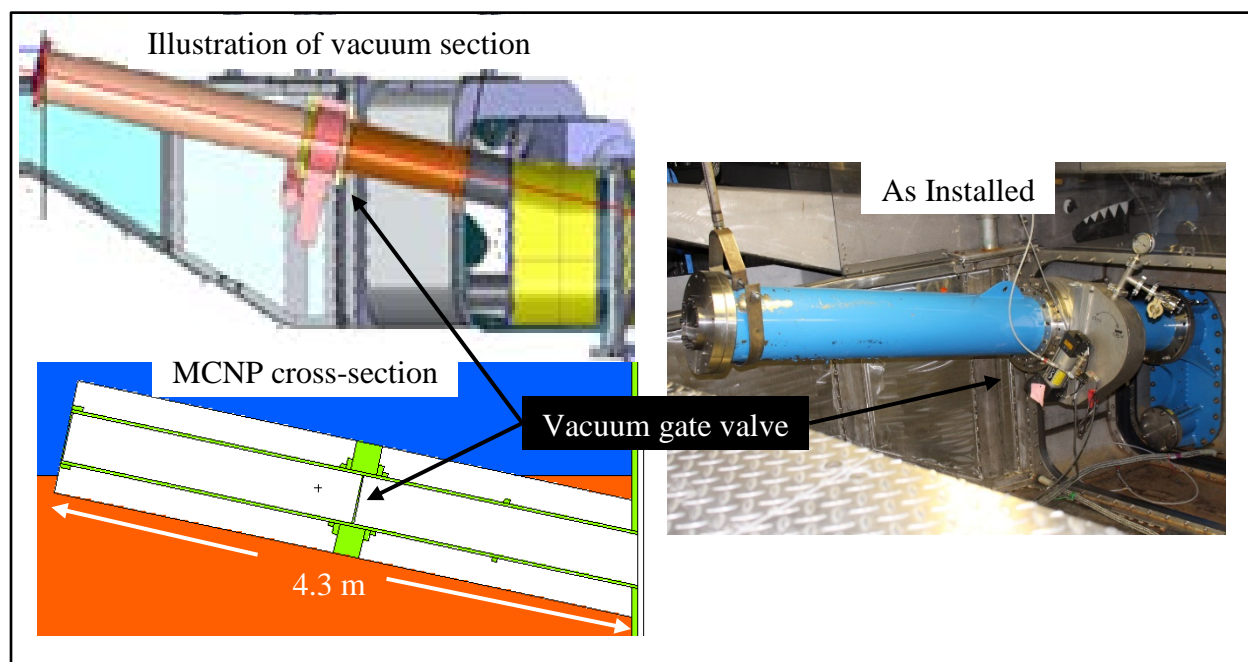 Illustration of vacuum section
As Installed
MCNP cross-section
Vacuum gate valve
4.3 m